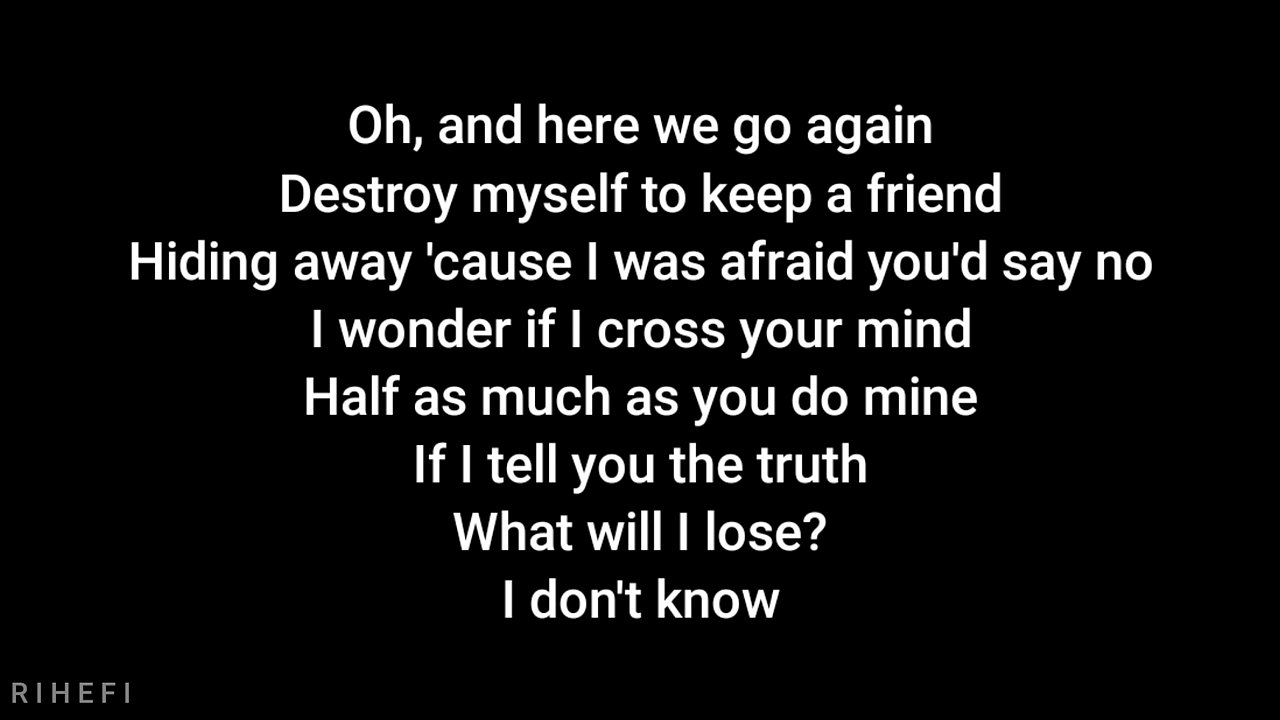 Oh, and here we go again
Destroy myself to keep a friend
Hiding away 'cause I was afraid you'd say no
I wonder if I cross your mind
Half as much as you do mine
If I tell you the truth
What will I lose?
I don't know
RIHEFI